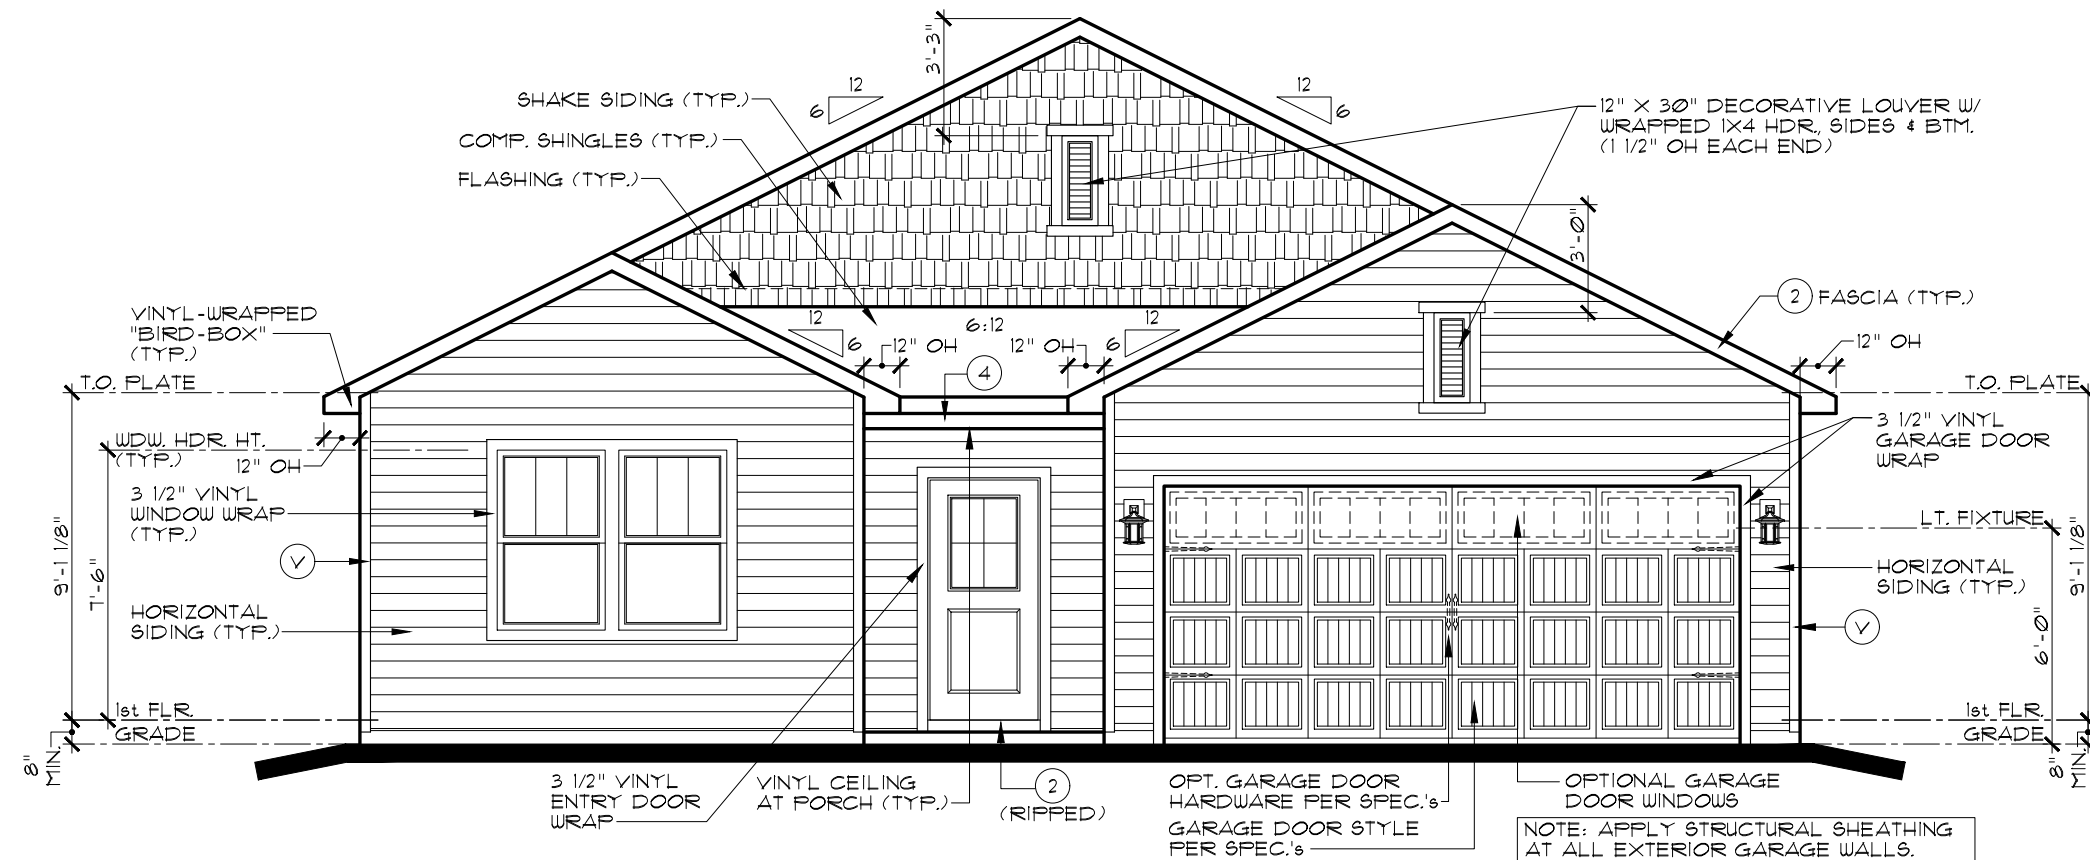 3'-3"
12
6
12
6
SHAKE SIDING (TYP.)
COMP. SHINGLES (TYP.)
FLASHING (TYP.)
12" X 30" DECORATIVE LOUVER W/
WRAPPED 1X4 HDR., SIDES & BTM.
(1 1/2" OH EACH END)
3'-0"
2
FASCIA (TYP.)
12" OH
VINYL-WRAPPED
"BIRD-BOX"
(TYP.)
12
6
6:12
12
6
12" OH
12" OH
4
T.O. PLATE
T.O. PLATE
WDW. HDR. HT.
(TYP.)
12" OH
3 1/2" VINYL
WINDOW WRAP
(TYP.)
V
9'-1 1/8"
7'-6"
HORIZONTAL
SIDING (TYP.)
1st FLR.
GRADE
8"
MIN.
3 1/2" VINYL
GARAGE DOOR
WRAP
LT. FIXTURE
HORIZONTAL
SIDING (TYP.)
V
9'-1 1/8"
6'-0"
1st FLR.
GRADE
8"
MIN.
3 1/2" VINYL
ENTRY DOOR
WRAP
VINYL CEILING
AT PORCH (TYP.)
2
(RIPPED)
OPT. GARAGE DOOR
HARDWARE PER SPEC.'s
GARAGE DOOR STYLE
PER SPEC.'s
OPTIONAL GARAGE
DOOR WINDOWS
NOTE: APPLY STRUCTURAL SHEATHING
AT ALL EXTERIOR GARAGE WALLS.